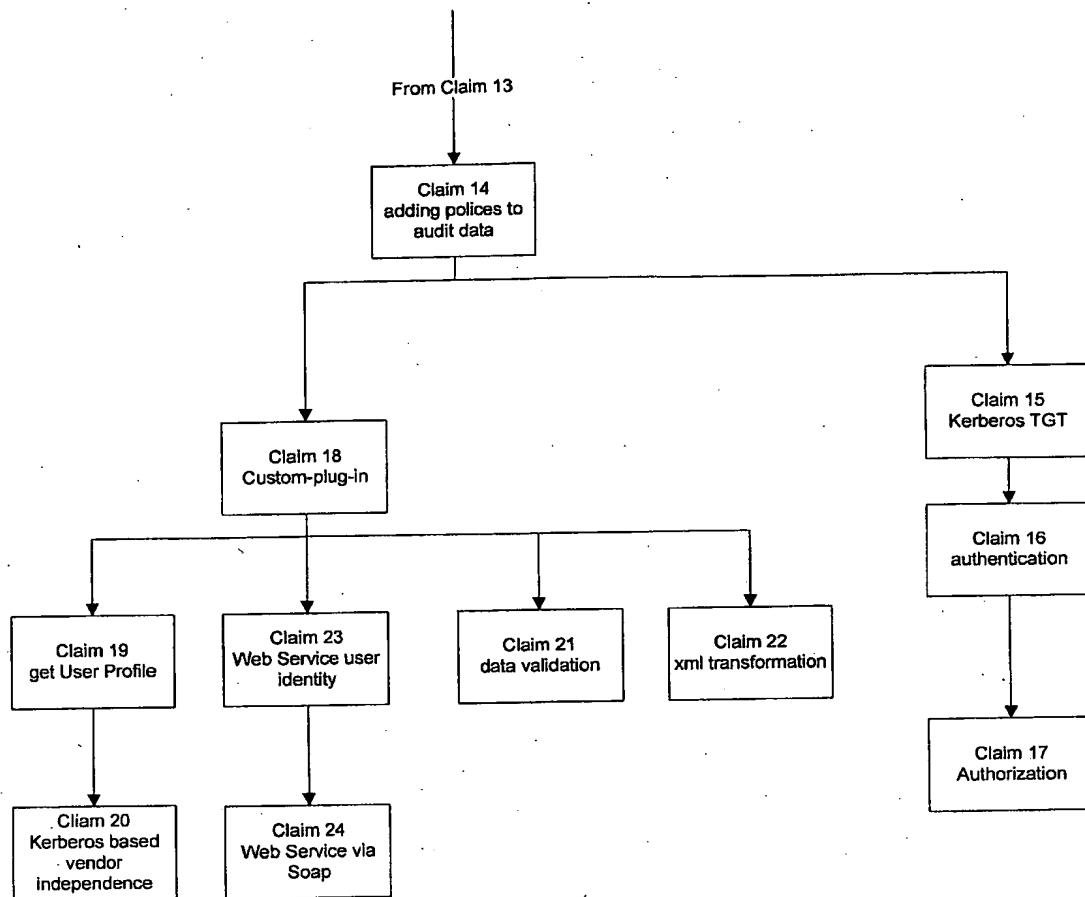 From Claim 13
Claim 14
adding polices to
audit data
Claim 15
Kerberos TGT
Claim 18
Custom-plug-in
Claim 16
authentication
Claim 19
get User Profile
Claim 23
Web Service user
identity
Claim 21
data validation
Claim 22
xml transformation
Claim 17
Authorization
Cliam 20
Kerberos based
vendor
independence
Claim 24
Web Service via
Soap